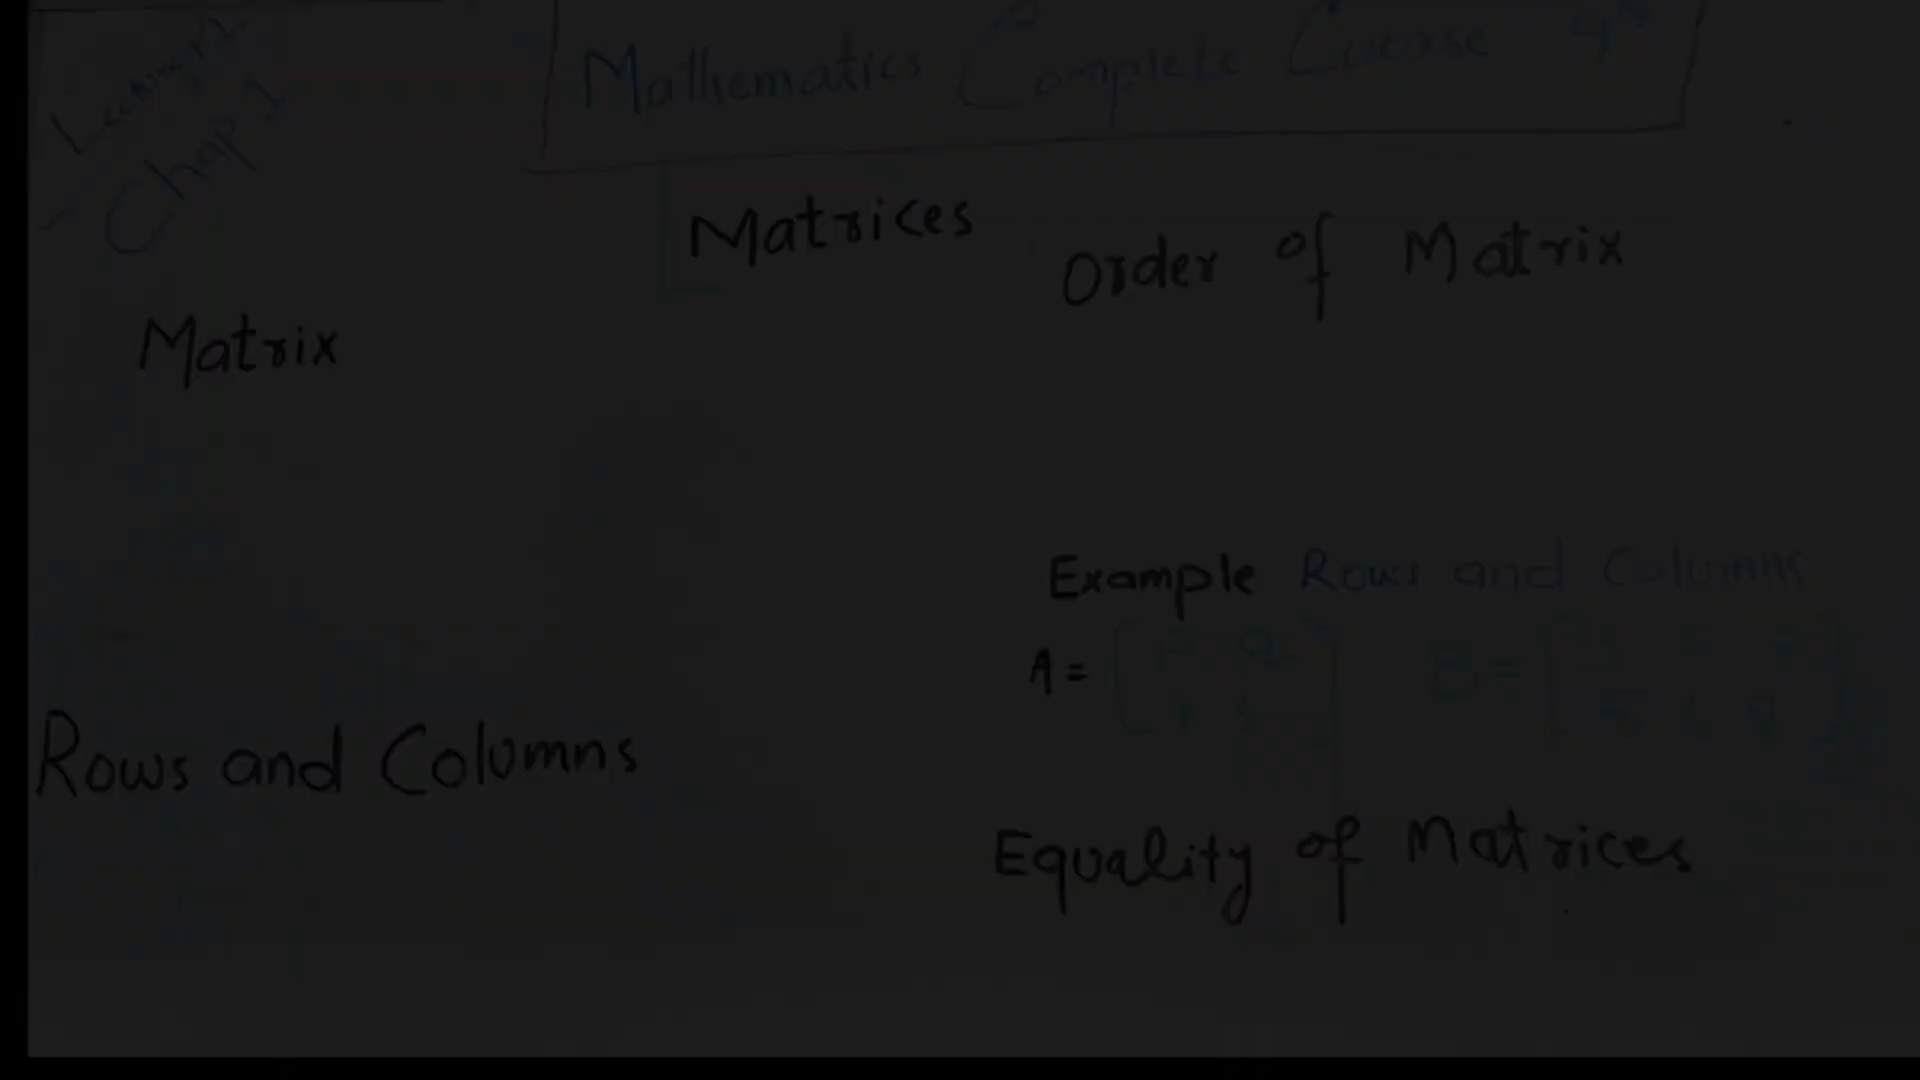 Mathematics Complete Course
Chap 1
Matrices
Order of Matrix
Matrix
Example Rows and Columns
A =
B =
Rows and Columns
Equality of Matrices